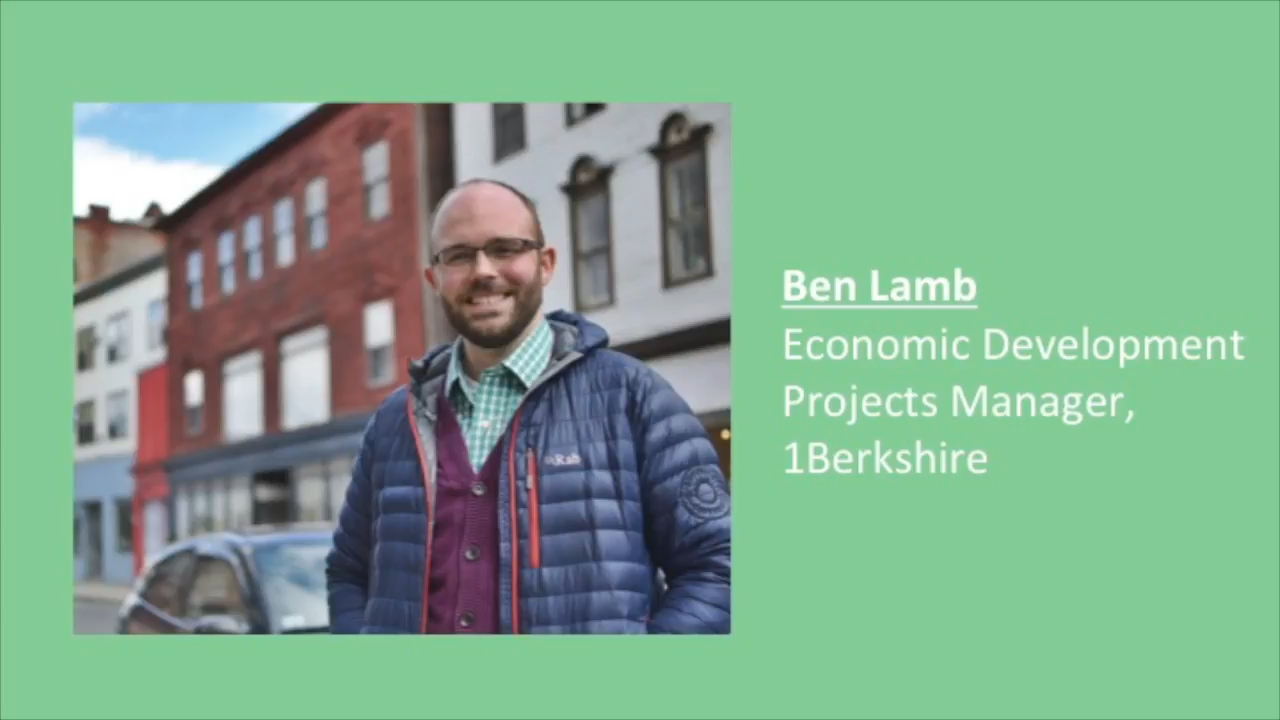 Ben Lamb
Economic Development
Projects Manager,
1Berkshire
Rab